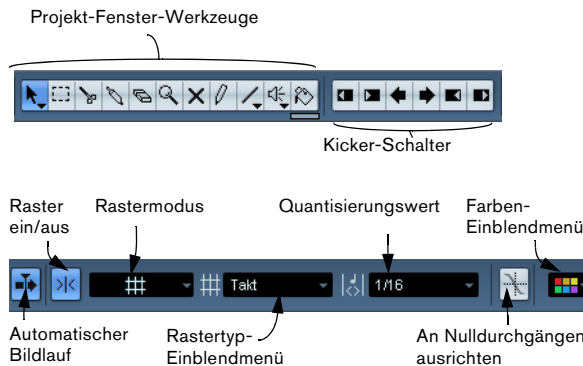 Projekt-Fenster-Werkzeuge
Kicker-Schalter
Raster
ein/aus
Rastermodus
Quantisierungswert
Farben-
Einblendmenü
Takt
1/16
Automatischer
Bildlauf
Rastertyp-
Einblendmenü
An Nulldurchgängen
ausrichten